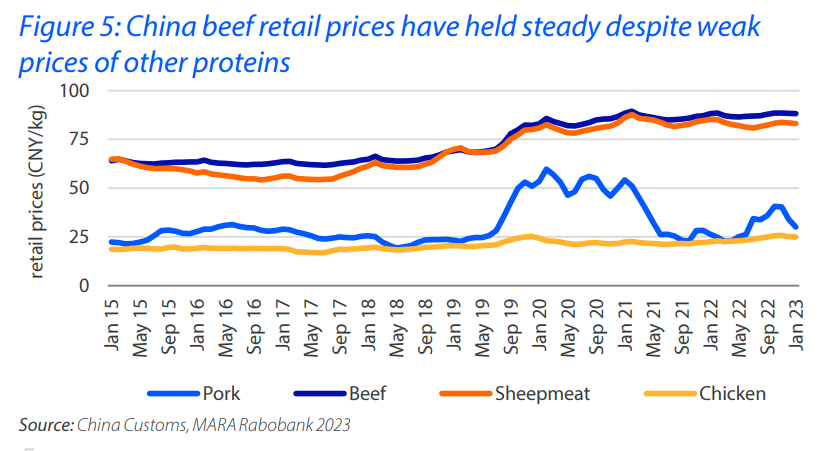 Figure 5: China beef retail prices have held steady despite weak
prices of other proteins
retail prices (CNY/kg)
100
75
50
25
0
Jan 15
May 15
Sep 15
Jan 16
May 16
Sep 16
Jan 17
May 17
Sep 17
Jan 18
May 18
Sep 18
Jan 19
May 19
Sep 19
Jan 20
May 20
Sep 20
Jan 21
May 21
Sep 21
Jan 22
May 22
Sep 22
Jan 23
Pork
Beef
Sheepmeat
Chicken
Source: China Customs, MARA Rabobank 2023